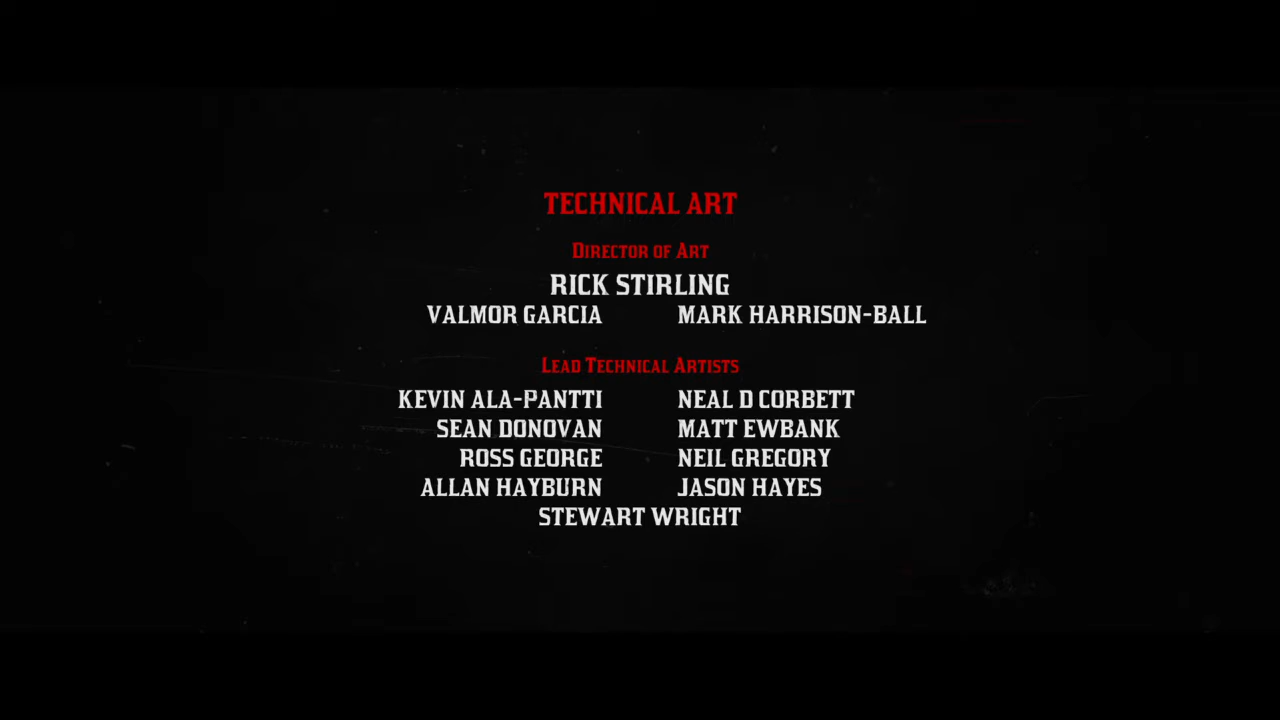 TECHNICAL ART
DIRECTOR OF ART
RICK STIRLING
VALMOR GARCIA MARK HARRISON-BALL
LEAD TECHNICAL ARTISTS
KEVIN ALA-PANTTI NEAL D CORBETT
SEAN DONOVAN MATT EWBANK
ROSS GEORGE NEIL GREGORY
ALLAN HAYBURN JASON HAYES
STEWART WRIGHT